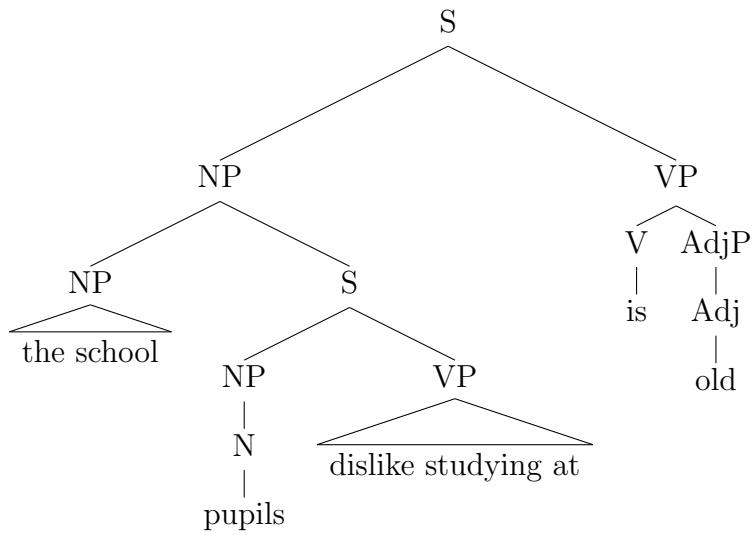 S
NP VP
V AdjP
NP S
is Adj
the school
NP VP old
N
dislike studying at
pupils